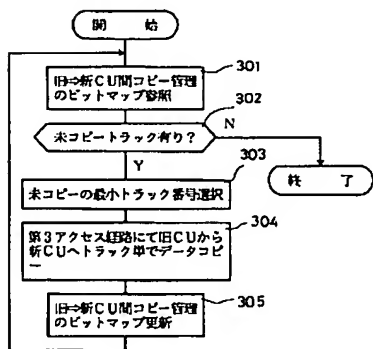 開 始
301
旧⇒新CU間コピー管理
のビットマップ参照
302
未コピートラック有り?
N
Y
303
未コピーの最小トラック番号選択
終 了
304
第3アクセス経路にて旧CUから
新CUへトラック単でデータコピ
ー
305
旧⇒新CU間コピー管理
のビットマップ更新